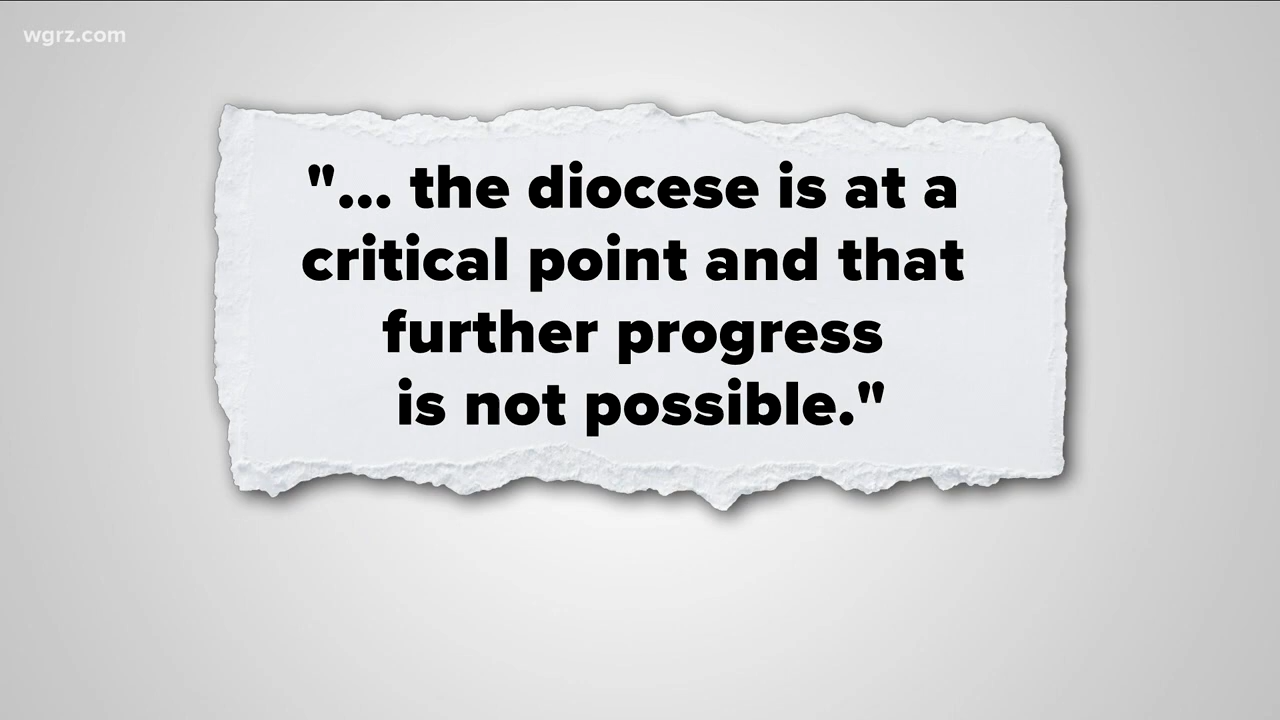 wgrz.com
"... the diocese is at a
critical point and that
further progress
is not possible."